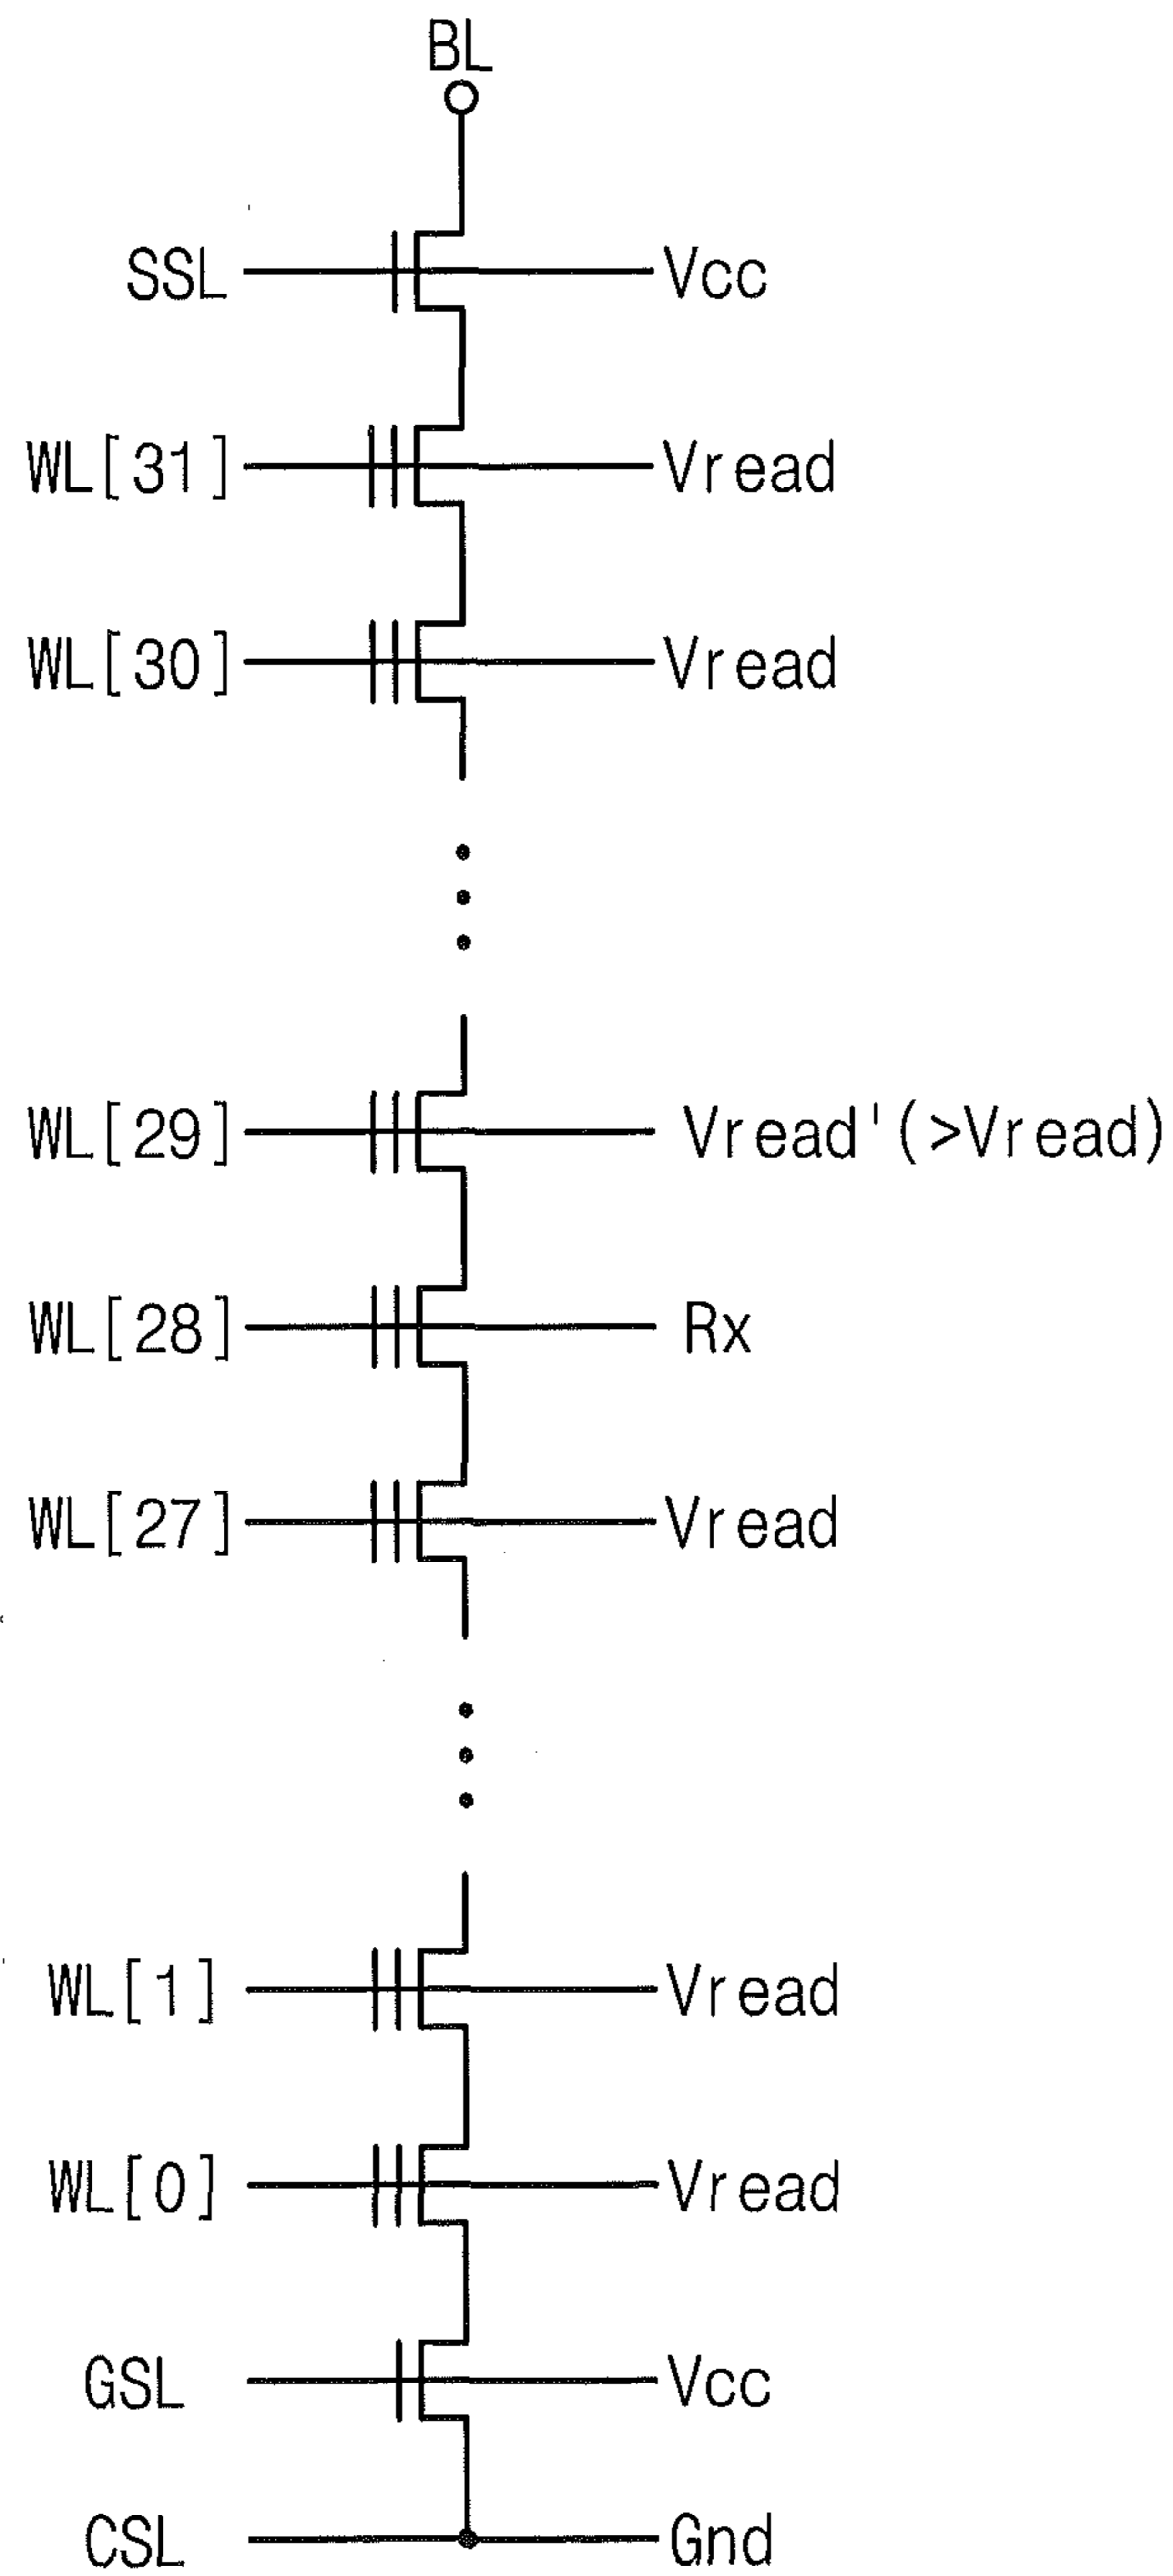 BL
SSL Vcc
WL[31] Vread
WL[30] Vread
WL[29] Vread'(>Vread)
WL[28] Rx
WL[27] Vread
WL[1] Vread
WL[0] Vread
GSL Vcc
CSL Gnd